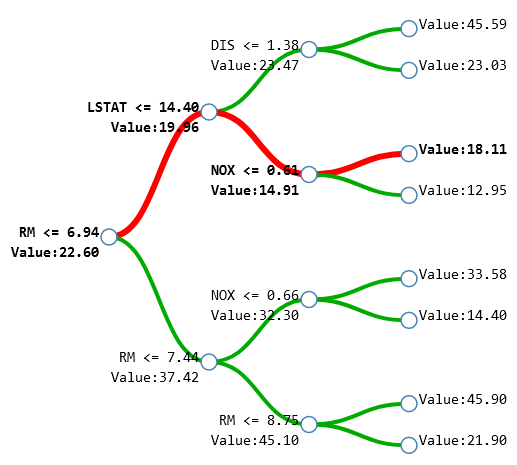 DIS <= 1.38
Value:23.47
Value:45.59
Value:23.03
LSTAT <= 14.40
Value:19.96
NOX <= 0.61
Value:14.91
Value:18.11
Value:12.95
RM <= 6.94
Value:22.60
NOX <= 0.66
Value:32.30
Value:33.58
Value:14.40
RM <= 7.44
Value:37.42
RM <= 8.75
Value:45.10
Value:45.90
Value:21.90